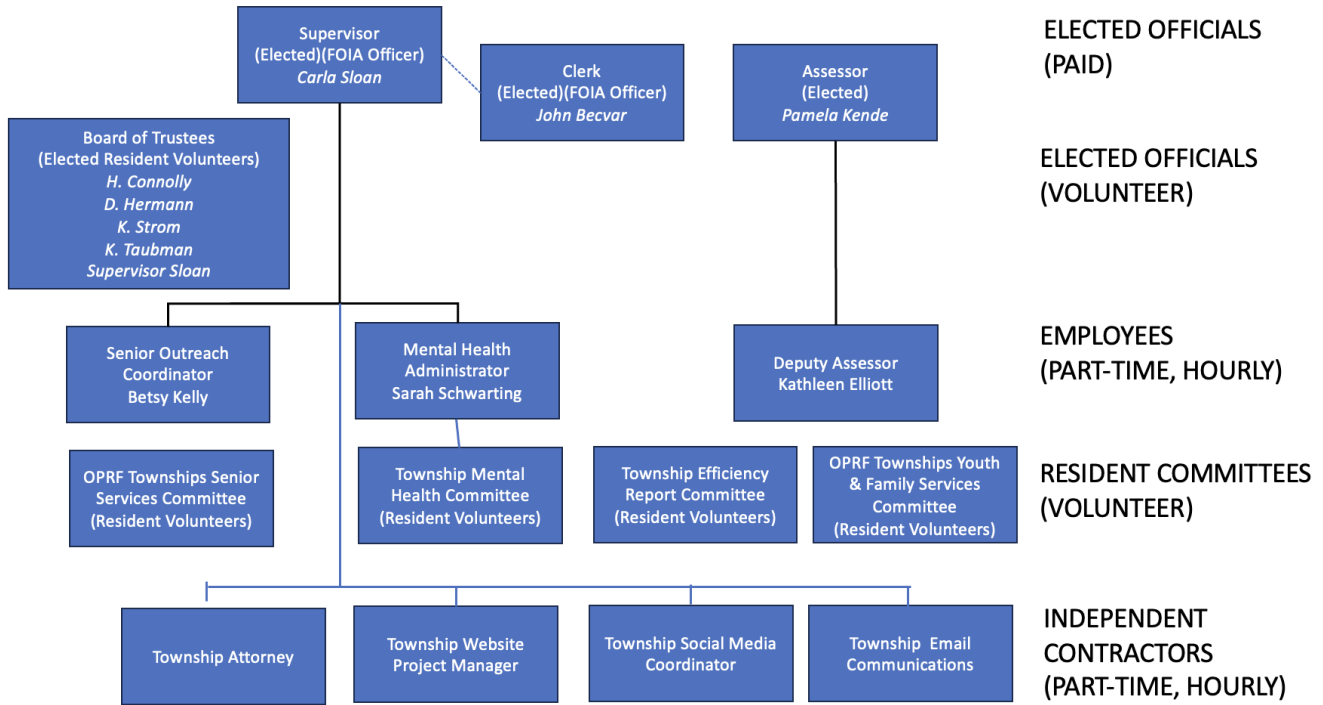 Supervisor
(Elected)(FOIA Officer)
Carla Sloan
Clerk
(Elected)(FOIA Officer)
John Becvar
Assessor
(Elected)
Pamela Kende
ELECTED OFFICIALS
(PAID)
Board of Trustees
(Elected Resident Volunteers)
H. Connolly
D. Hermann
K. Strom
K. Taubman
Supervisor Sloan
ELECTED OFFICIALS
(VOLUNTEER)
Senior Outreach
Coordinator
Betsy Kelly
Mental Health
Administrator
Sarah Schwarting
Deputy Assessor
Kathleen Elliott
EMPLOYEES
(PART-TIME, HOURLY)
OPRF Townships Senior
Services Committee
(Resident Volunteers)
Township Mental
Health Committee
(Resident Volunteers)
Township Efficiency
Report Committee
(Resident Volunteers)
OPRF Townships Youth
& Family Services
Committee
(Resident Volunteers)
RESIDENT COMMITTEES
(VOLUNTEER)
Township Attorney
Township Website
Project Manager
Township Social Media
Coordinator
Township Email
Communications
INDEPENDENT
CONTRACTORS
(PART-TIME, HOURLY)